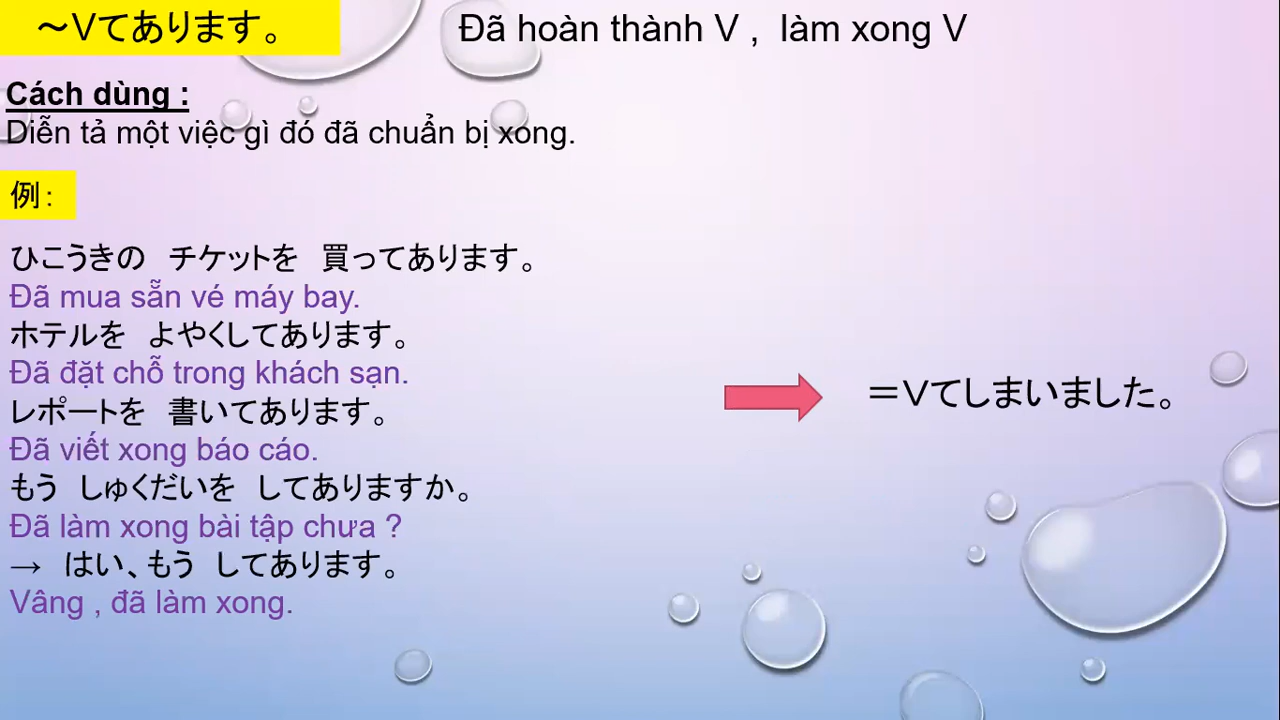 ～Vてあります。
Đã hoàn thành V , làm xong V
Cách dùng :
Diễn tả một việc gì đó đã chuẩn bị xong.
例：
ひこうきの　チケットを　買ってあります。
Đã mua sẵn vé máy bay.
ホテルを　よやくしてあります。
Đã đặt chỗ trong khách sạn.
レポートを　書いてあります。
Đã viết xong báo cáo.
もう　しゅくだいを　してありますか。
Đã làm xong bài tập chưa ?
→　はい、もう　してあります。
Vâng , đã làm xong.
＝Vてしまいました。